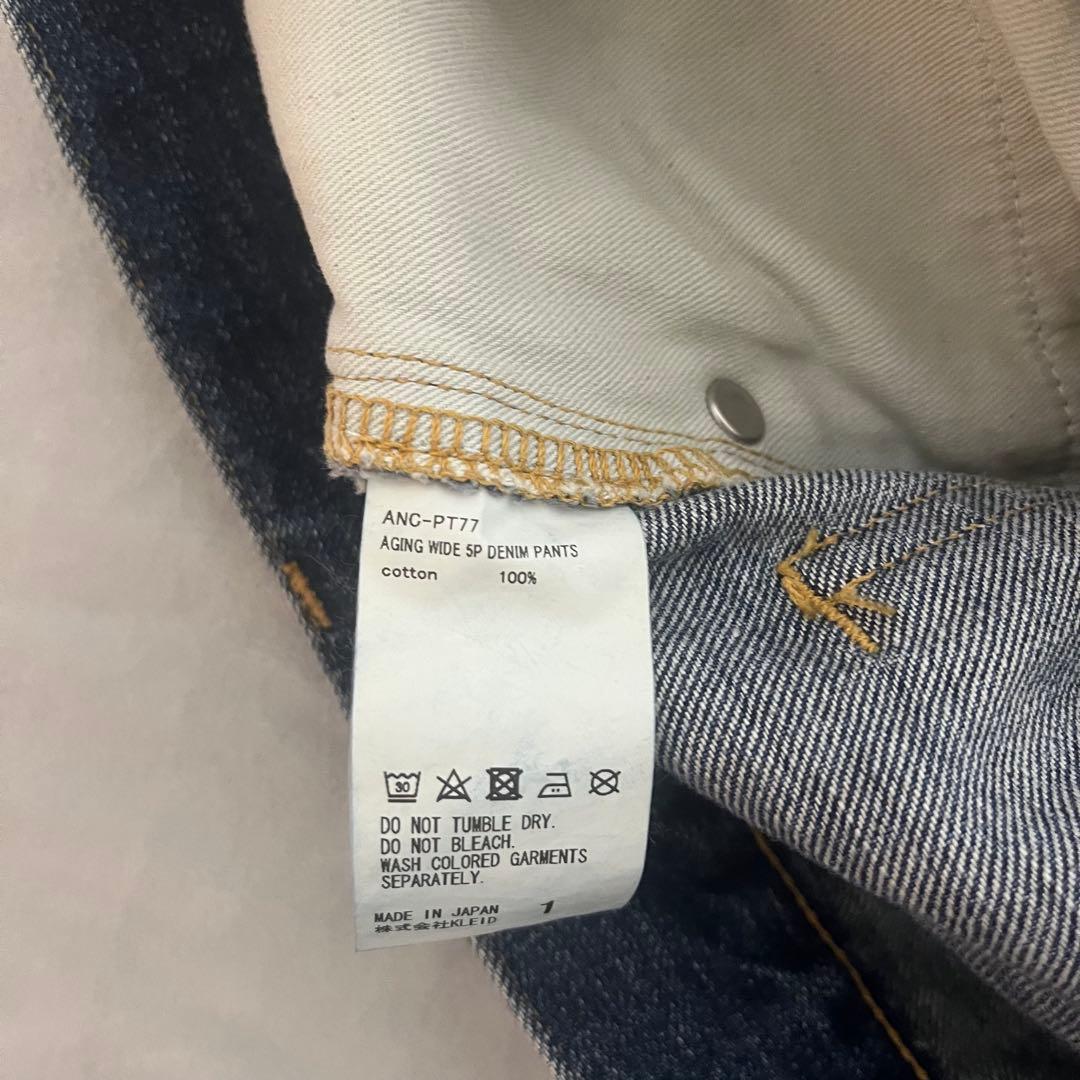 ANC-PT77
AGING WIDE 5P DENIM PANTS
cotton 100%
30
DO NOT TUMBLE DRY.
DO NOT BLEACH.
WASH COLORED GARMENTS
SEPARATELY.
MADE IN JAPAN 1
株式会社KLEID